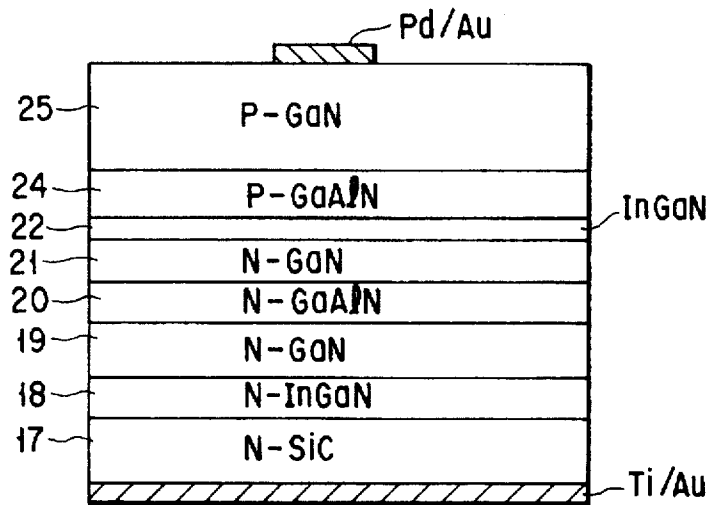 Pd/Au
25 P-GaN
24 P-GaAlN
22 InGaN
21 N-GaN
20 N-GaAlN
19 N-GaN
18 N-InGaN
17 N-SiC
Ti/Au